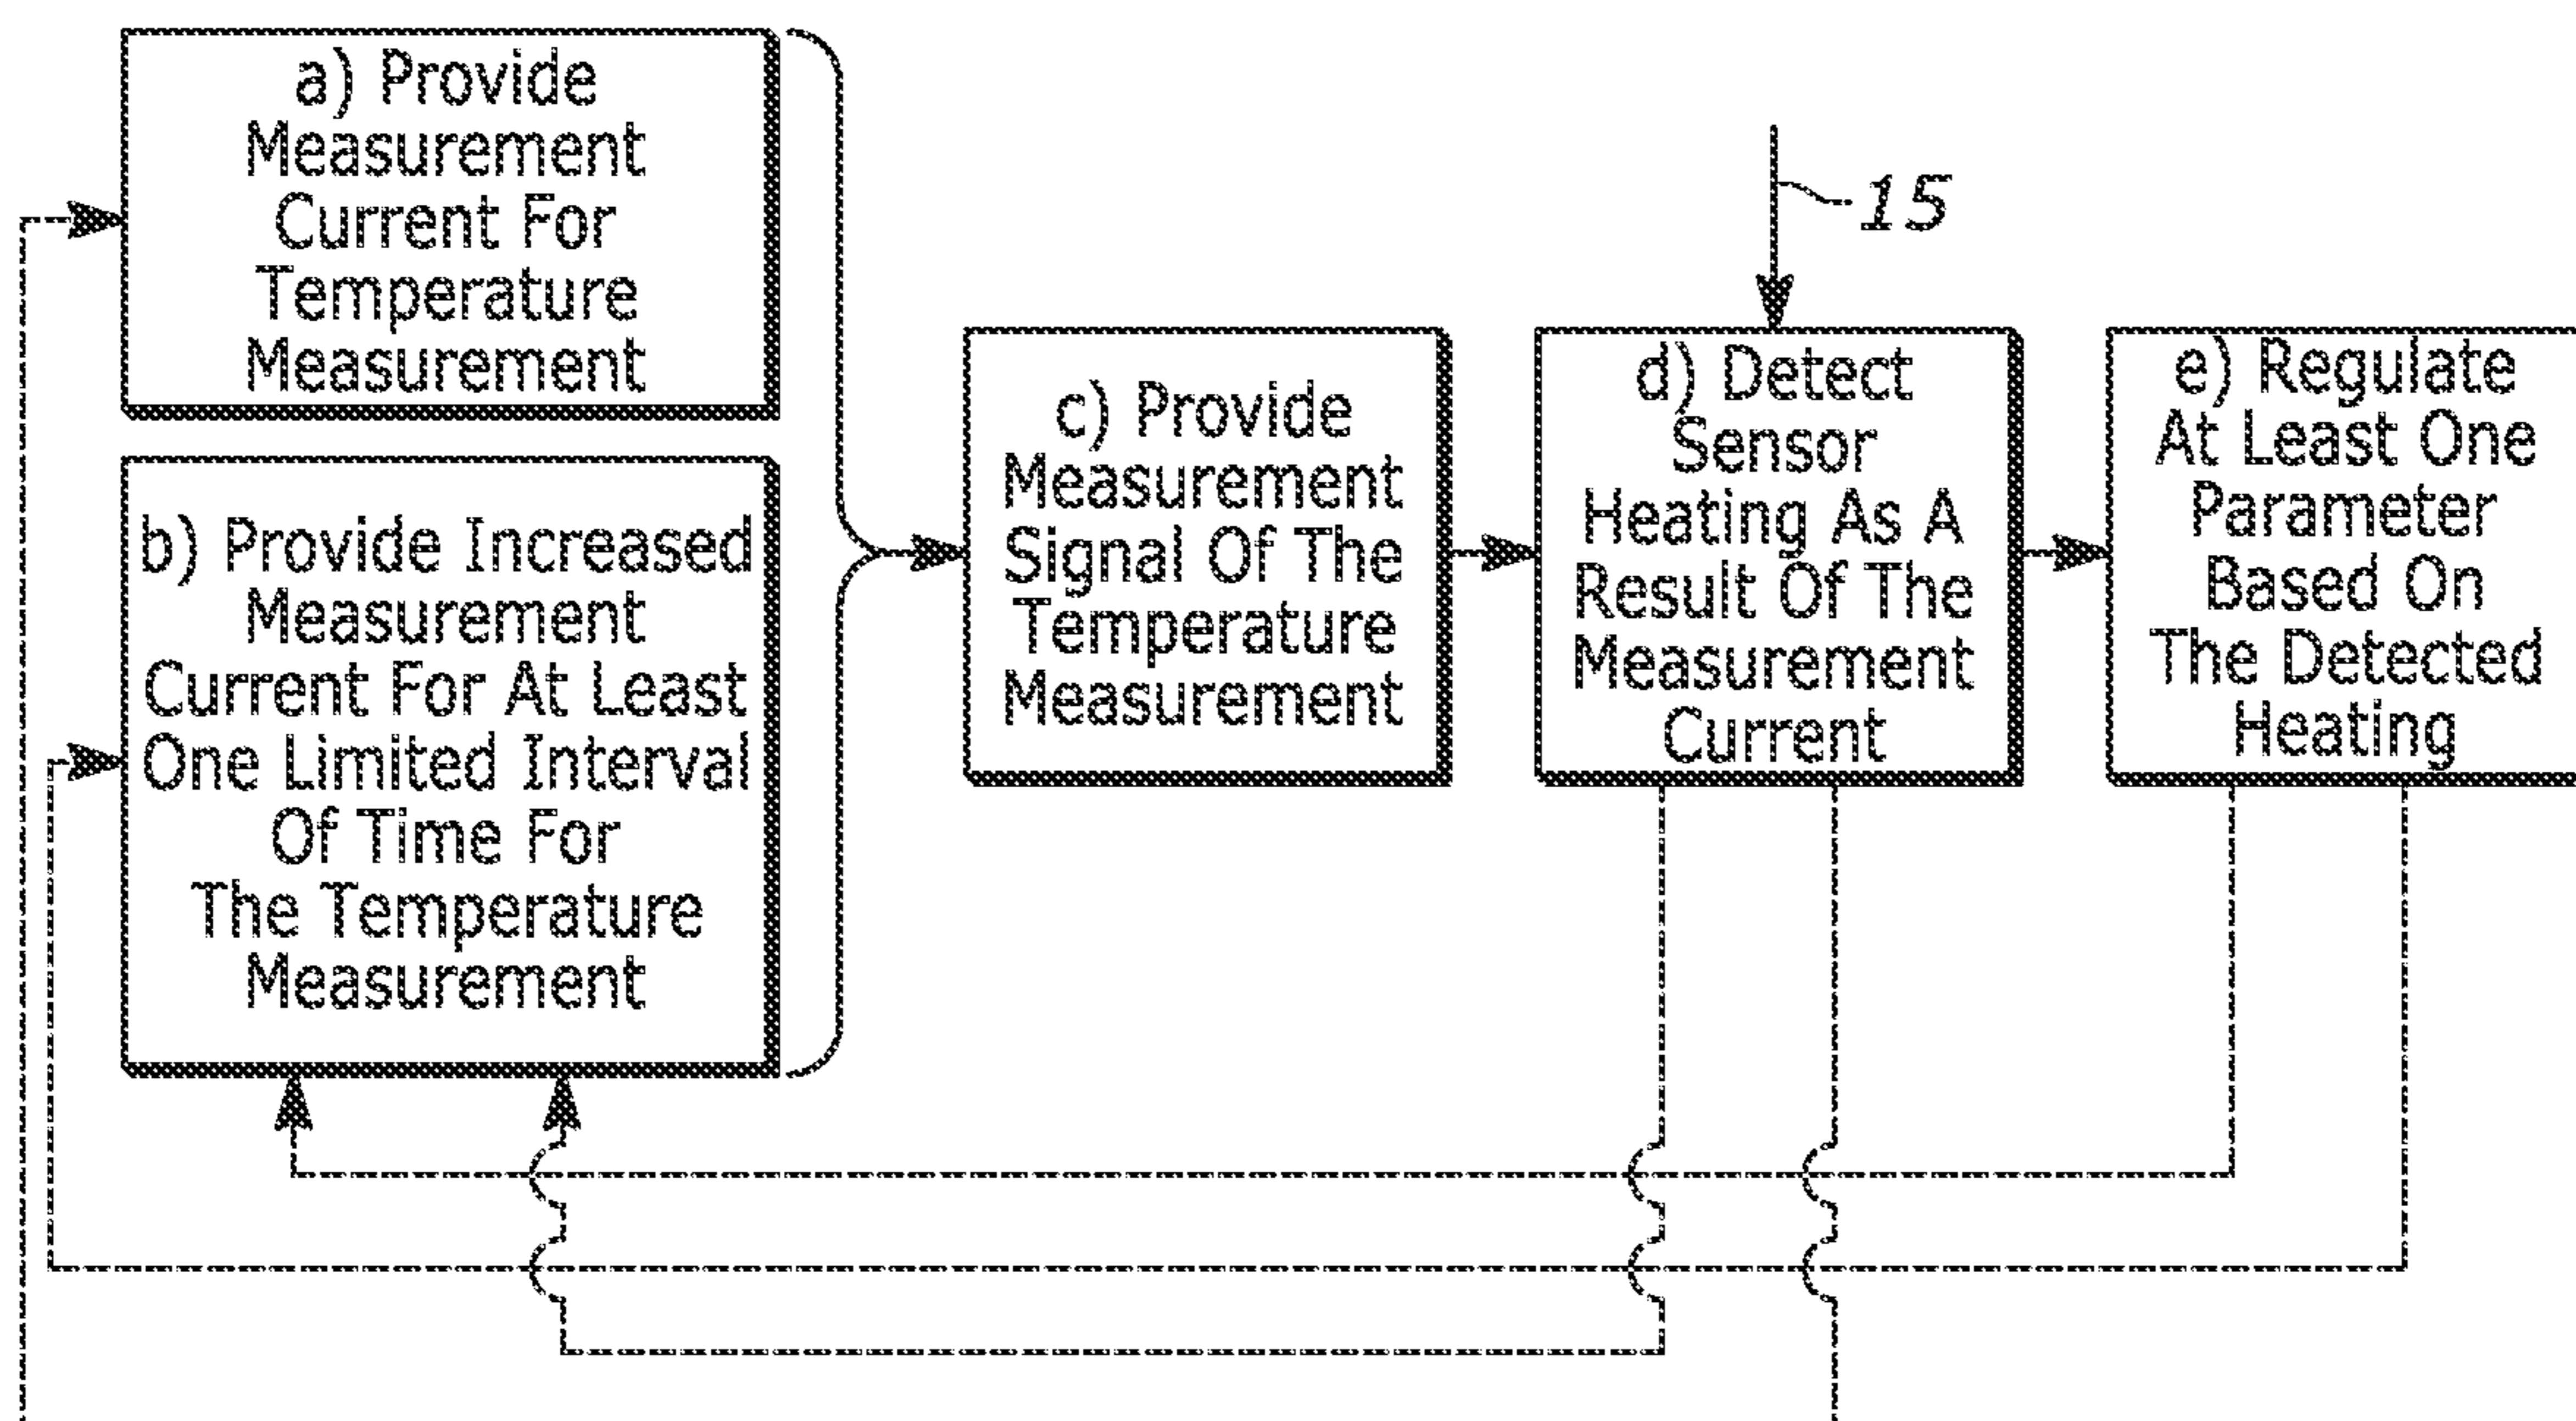 a) Provide
Measurement
Current For
Temperature
Measurement
b) Provide Increased
Measurement
Current For At Least
One Limited Interval
Of Time For
The Temperature
Measurement
c) Provide
Measurement
Signal Of The
Temperature
Measurement
15
d) Detect
Sensor
Heating As A
Result Of The
Measurement
Current
e) Regulate
At Least One
Parameter
Based On
The Detected
Heating